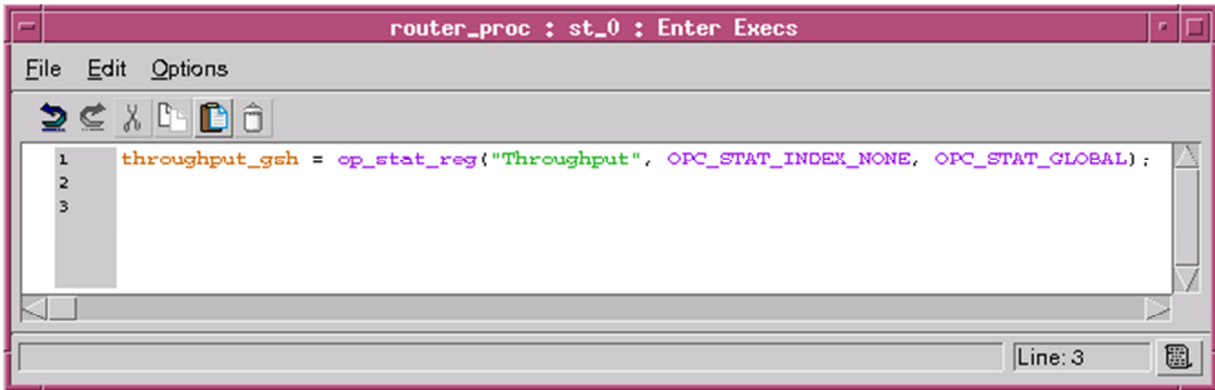 router_proc : st_0 : Enter Execs
File Edit Options
1 throughput_gsh = op_stat_reg("Throughput", OPC_STAT_INDEX_NONE, OPC_STAT_GLOBAL);
2
3
Line: 3